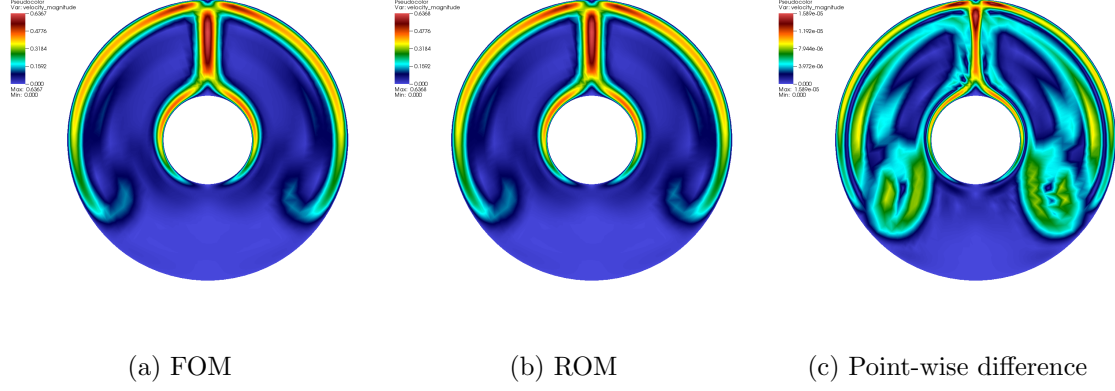 Pseudocolor
Var: velocity_magnitude
0.6367
0.4776
0.3184
0.1592
0.000
Max: 0.6367
Min: 0.000
Pseudocolor
Var: velocity_magnitude
0.6368
0.4776
0.3184
0.1592
0.000
Max: 0.6368
Min: 0.000
Pseudocolor
Var: velocity_magnitude
1.589e-05
1.192e-05
7.944e-06
3.972e-06
0.000
Max: 1.589e-05
Min: 0.000
(a) FOM
(b) ROM
(c) Point-wise difference